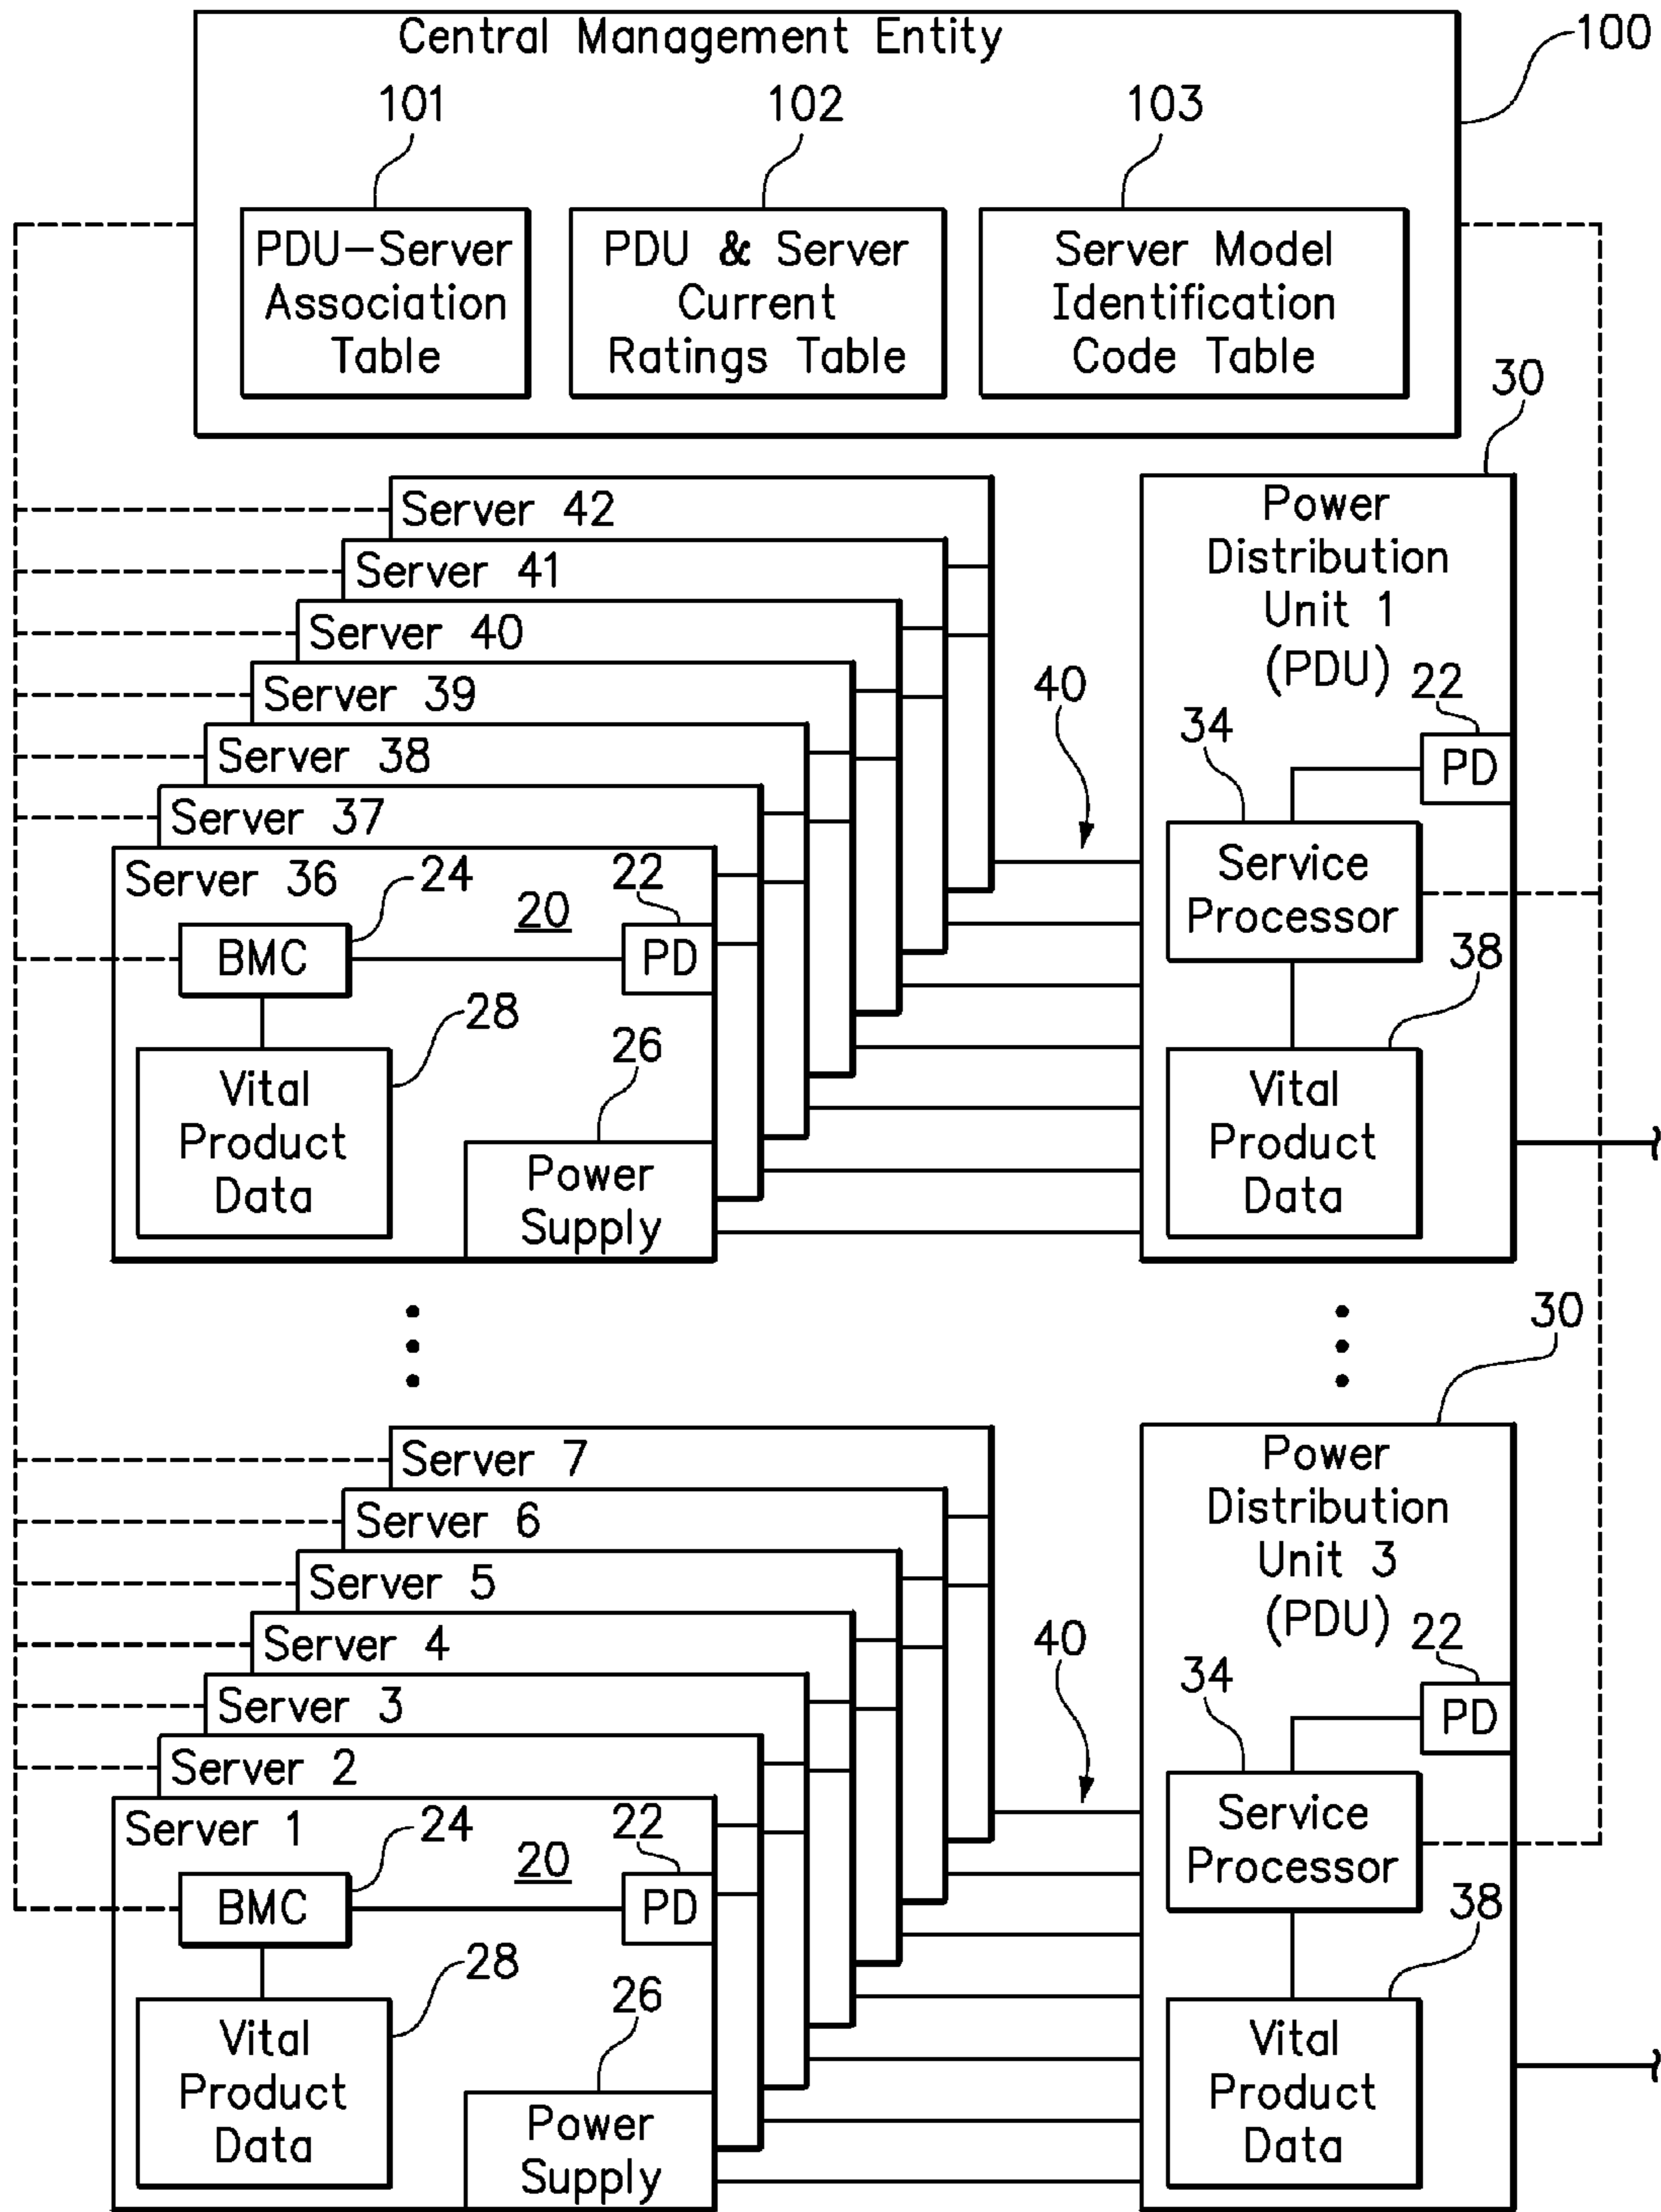 Central Management Entity
100
101
102
103
PDU-Server
Association
Table
PDU & Server
Current
Ratings Table
Server Model
Identification
Code Table
30
Server 42
Server 41
Server 40
Server 39
Server 38
Server 37
Server 36
24
20
22
BMC
PD
28
Vital
Product
Data
26
Power
Supply
40
Power
Distribution
Unit 1
(PDU)
22
PD
34
Service
Processor
38
Vital
Product
Data
30
Server 7
Server 6
Server 5
Server 4
Server 3
Server 2
Server 1
24
20
22
BMC
PD
28
Vital
Product
Data
26
Power
Supply
40
Power
Distribution
Unit 3
(PDU)
22
PD
34
Service
Processor
38
Vital
Product
Data